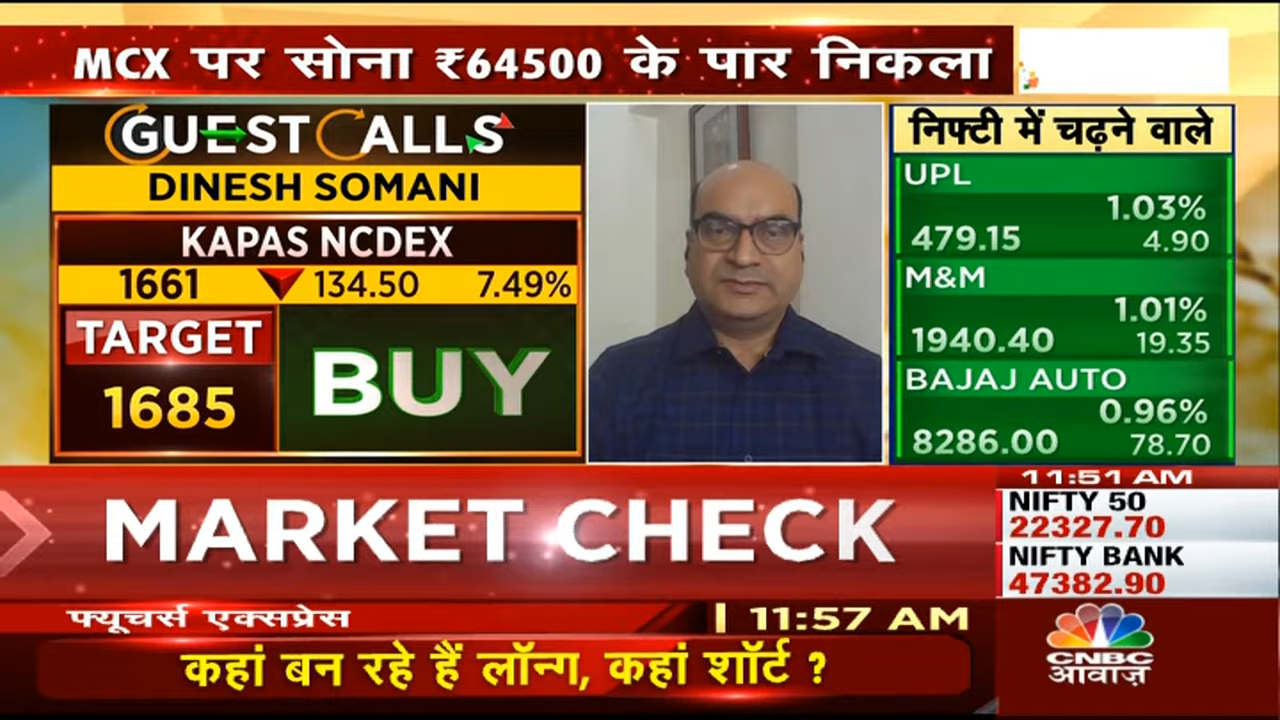 MCX पर सोना ₹64500 के पार निकला
GUEST CALLS
DINESH SOMANI
KAPAS NCDEX
1661 134.50 7.49%
TARGET
1685
BUY
निफ्टी में चढ़ने वाले
UPL
1.03%
479.15 4.90
M&M
1.01%
1940.40 19.35
BAJAJ AUTO
0.96%
8286.00 78.70
MARKET CHECK
11:51 AM
NIFTY 50
22327.70
NIFTY BANK
47382.90
फ्यूचर्स एक्सप्रेस
11:57 AM
कहां बन रहे हैं लॉन्ग, कहां शॉर्ट ?
CNBC
आवाज़